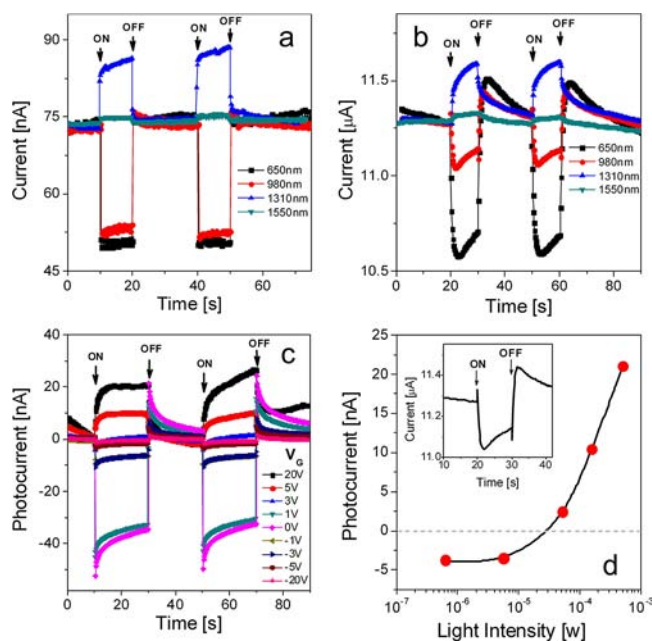 a
ON OFF ON OFF
90
75
60
45
Current [nA]
650nm
980nm
1310nm
1550nm
0 20 40 60
Time [s]
b
ON OFF ON OFF
11.5
11.0
10.5
Current [µA]
650nm
980nm
1310nm
1550nm
0 20 40 60 80
Time [s]
c
ON OFF ON OFF
40
20
0
-20
-40
Photocurrent [nA]
VG
20V
5V
3V
1V
0V
-1V
-3V
-5V
-20V
0 20 40 60 80
Time [s]
25
20
15
10
5
0
-5
Photocurrent [nA]
ON OFF
11.4
11.2
11.0
Current [µA]
10 20 30 40
Time [s]
d
10-7 10-6 10-5 10-4 10-3
Light Intensity [w]